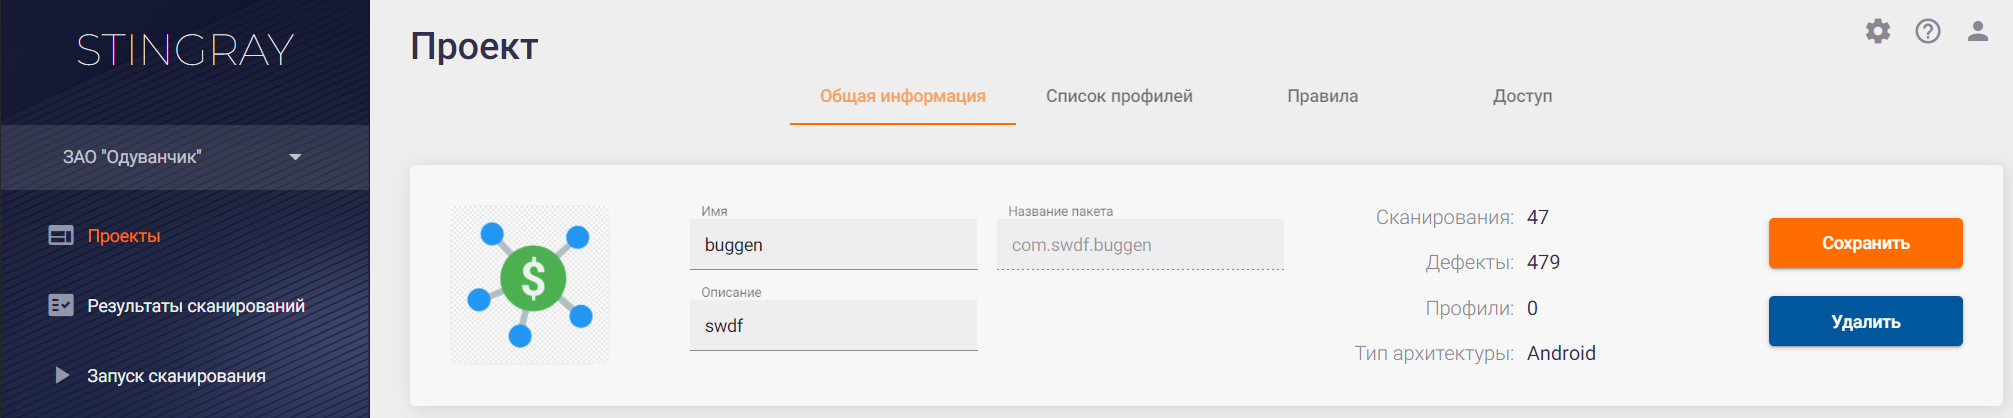 STINGRAY
ЗАО "Одуванчик"
Проекты
Результаты сканирований
Запуск сканирования
Проект
Общая информация
Список профилей
Правила
Доступ
$
Имя
buggen
Название пакета
com.swdf.buggen
Описание
swdf
Сканирования: 47
Дефекты: 479
Профили: 0
Тип архитектуры: Android
Сохранить
Удалить